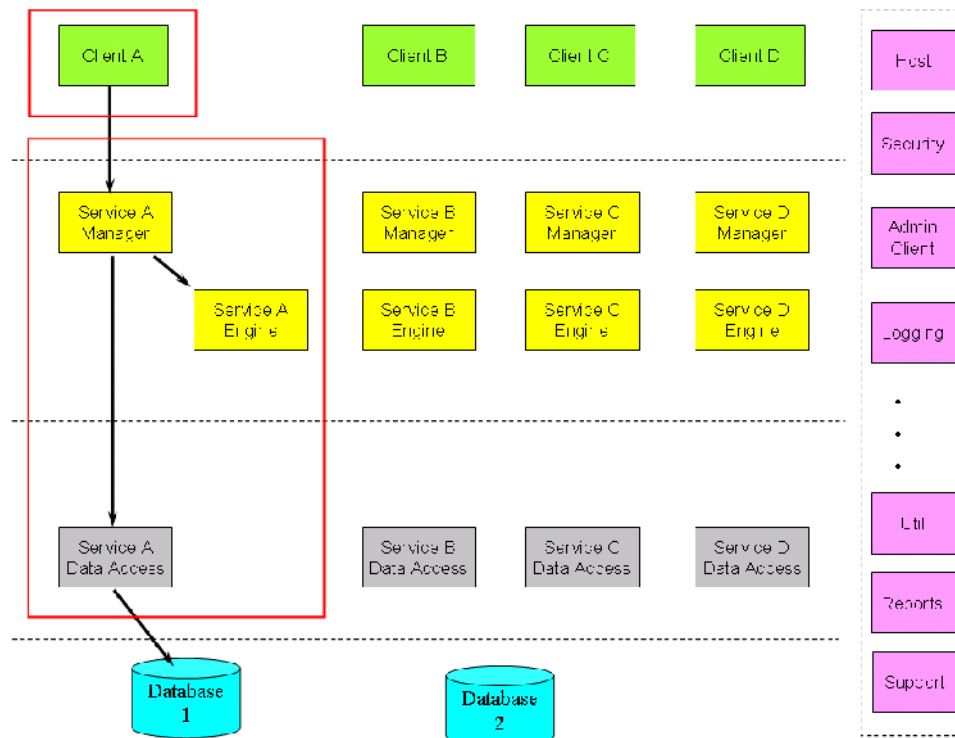 Client A
Client B
Client C
Client D
Host
Security
Service A
Manager
Service B
Manager
Service C
Manager
Service D
Manager
Admin
Client
Service A
Engine
Service B
Engine
Service C
Engine
Service D
Engine
Logging
Service A
Data Access
Service B
Data Access
Service C
Data Access
Service D
Data Access
Util
Reports
Support
Database
1
Database
2